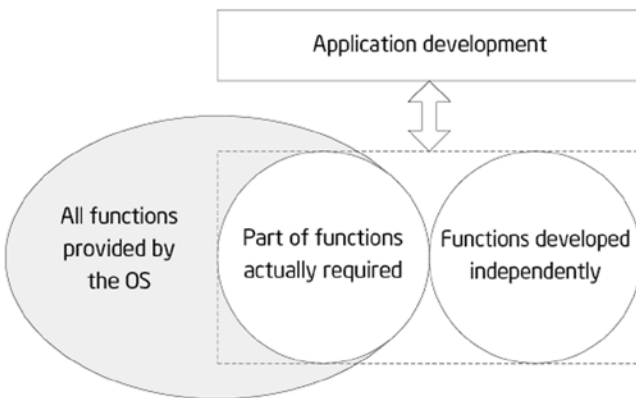 Application development
All functions
provided by
the OS
Part of functions
actually required
Functions developed
independently